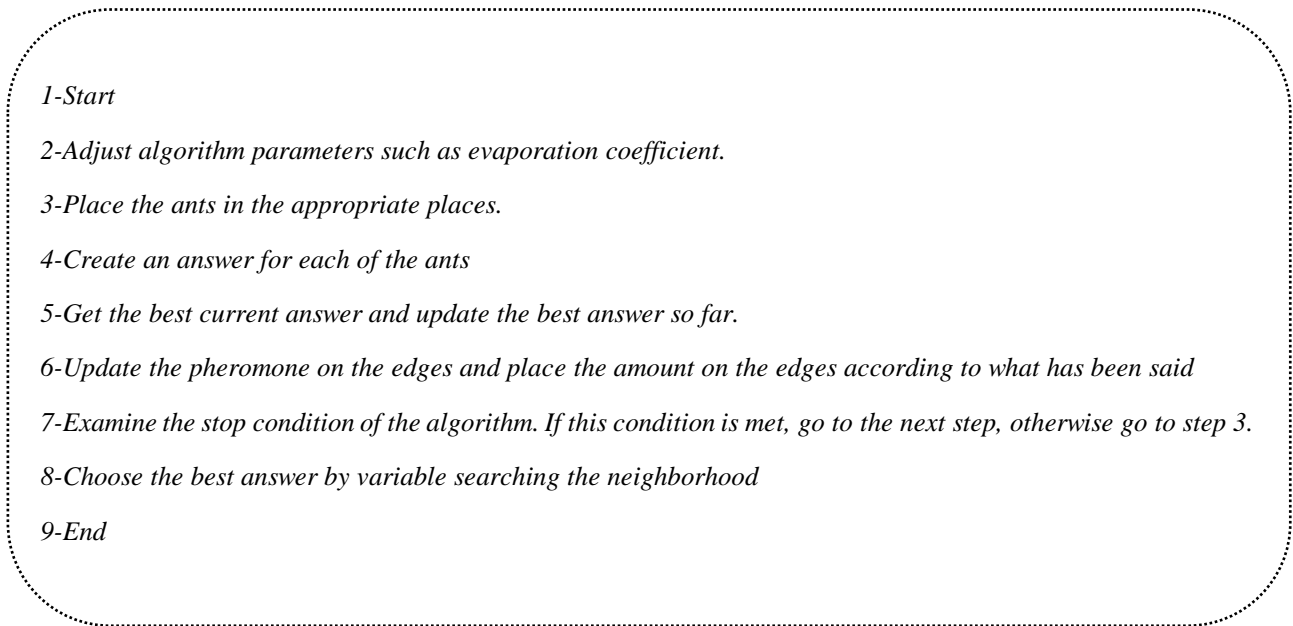 1-Start
2-Adjust algorithm parameters such as evaporation coefficient.
3-Place the ants in the appropriate places.
4-Create an answer for each of the ants
5-Get the best current answer and update the best answer so far.
6-Update the pheromone on the edges and place the amount on the edges according to what has been said
7-Examine the stop condition of the algorithm. If this condition is met, go to the next step, otherwise go to step 3.
8-Choose the best answer by variable searching the neighborhood
9-End